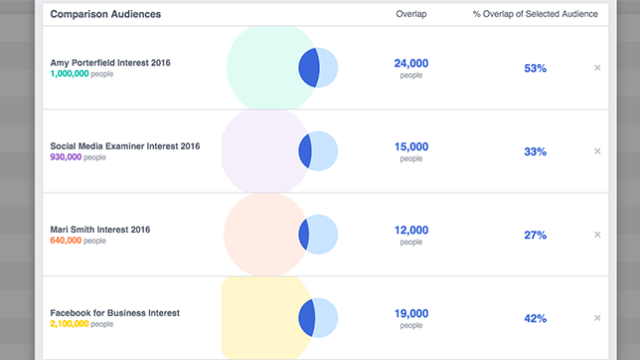 Comparison Audiences Overlap % Overlap of Selected Audience
Amy Porterfield Interest 2016
1,000,000 people
24,000
people
53%
×
Social Media Examiner Interest 2016
930,000 people
15,000
people
33%
×
Mari Smith Interest 2016
640,000 people
12,000
people
27%
×
Facebook for Business Interest
2,100,000 people
19,000
people
42%
×